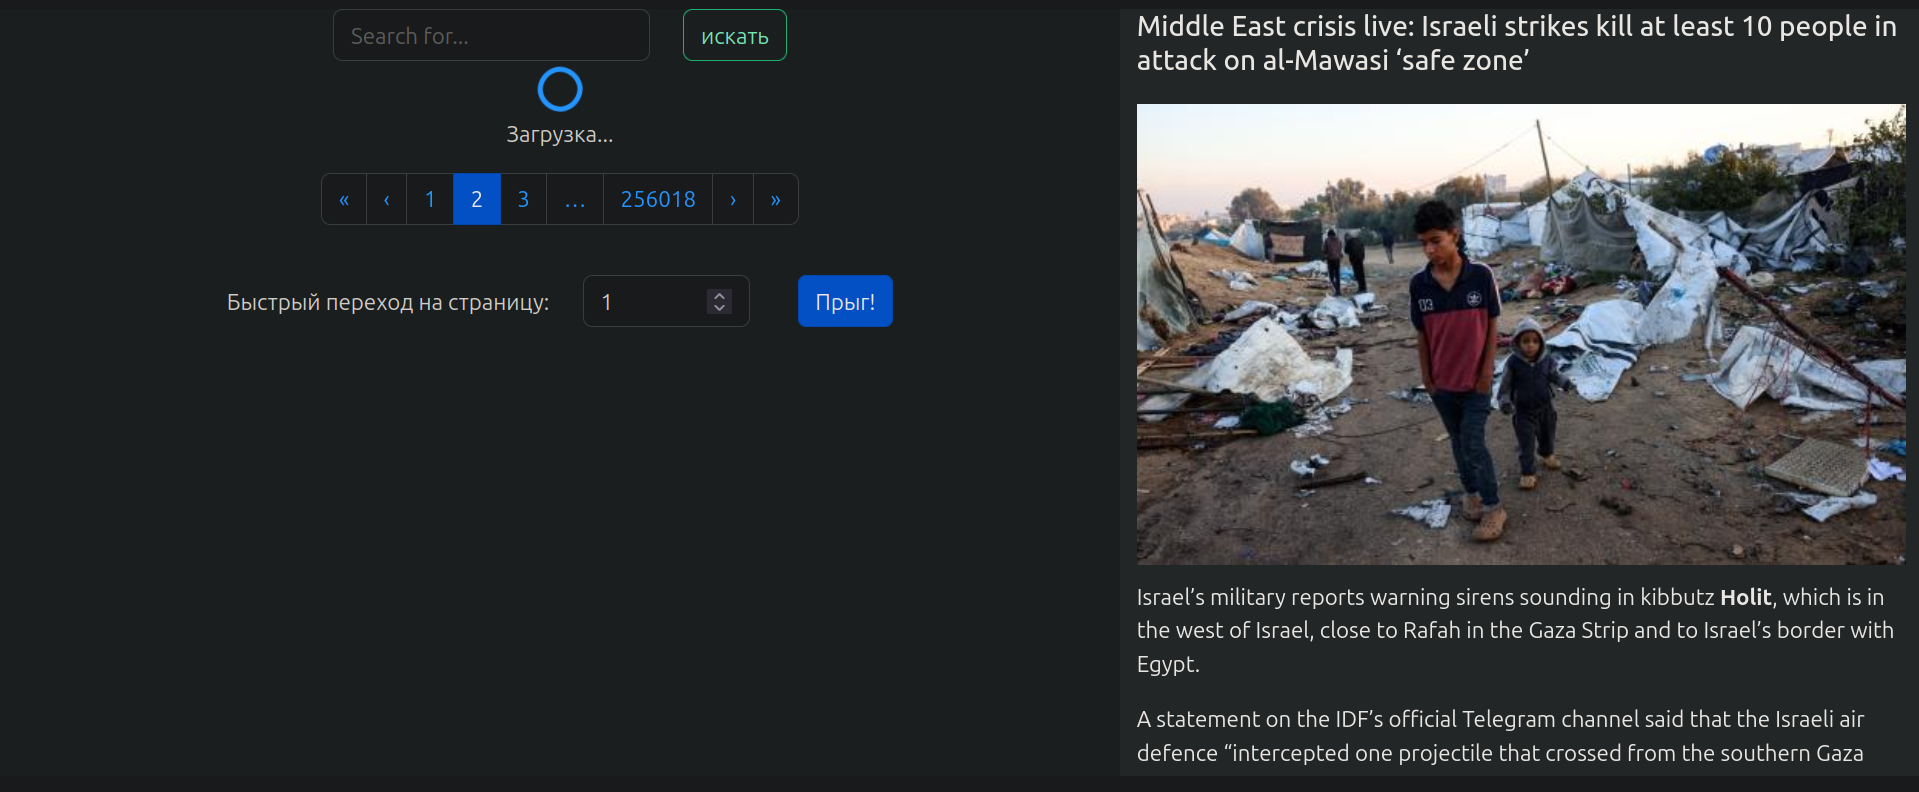 Search for...
искать
Загрузка...
« ‹ 1 2 3 … 256018 › »
Быстрый переход на страницу: 1 Прыг!
Middle East crisis live: Israeli strikes kill at least 10 people in
attack on al-Mawasi ‘safe zone’
03
Israel’s military reports warning sirens sounding in kibbutz Holit, which is in
the west of Israel, close to Rafah in the Gaza Strip and to Israel’s border with
Egypt.
A statement on the IDF’s official Telegram channel said that the Israeli air
defence “intercepted one projectile that crossed from the southern Gaza